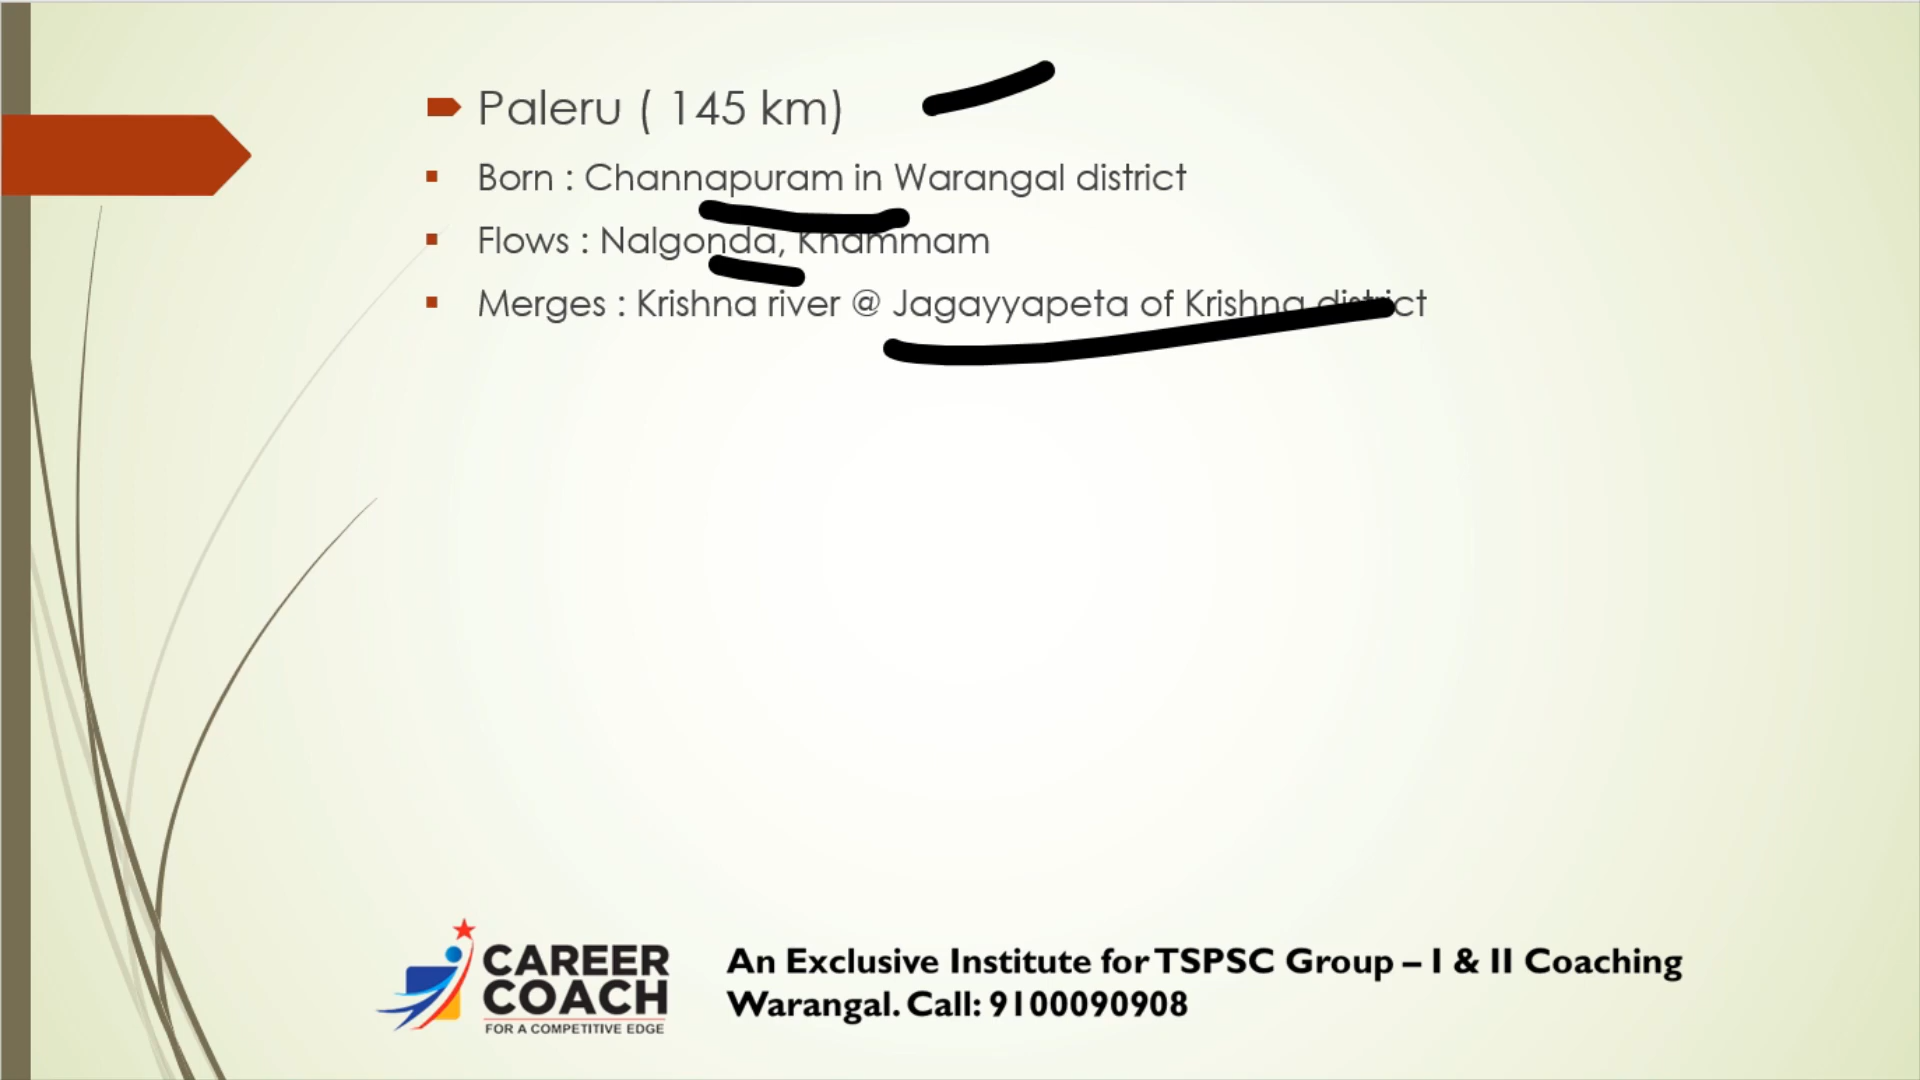 Paleru ( 145 km)
Born : Channapuram in Warangal district
Flows : Nalgonda, Khammam
Merges : Krishna river @ Jagayyapeta of Krishna district
CAREER
COACH
FOR A COMPETITIVE EDGE
An Exclusive Institute for TSPSC Group – I & II Coaching
Warangal. Call: 9100090908